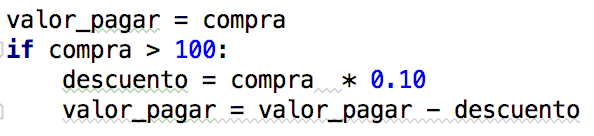 valor_pagar = compra
if compra > 100:
    descuento = compra  * 0.10
    valor_pagar = valor_pagar - descuento